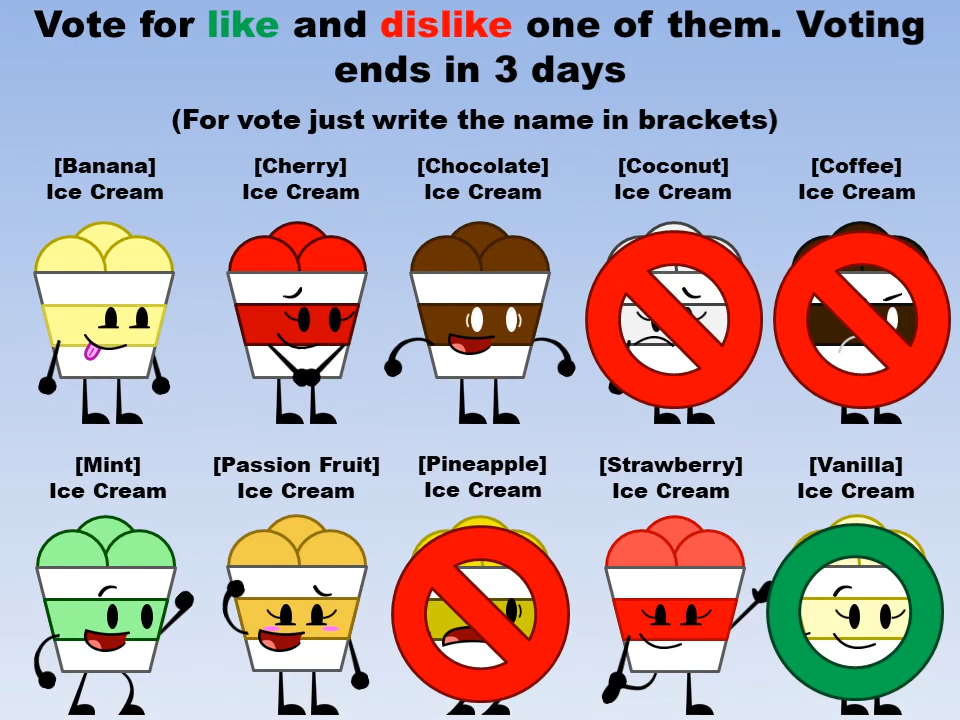 Vote for like and dislike one of them. Voting
ends in 3 days
(For vote just write the name in brackets)
[Banana]
Ice Cream
[Cherry]
Ice Cream
[Chocolate]
Ice Cream
[Coconut]
Ice Cream
[Coffee]
Ice Cream
[Mint]
Ice Cream
[Passion Fruit]
Ice Cream
[Pineapple]
Ice Cream
[Strawberry]
Ice Cream
[Vanilla]
Ice Cream